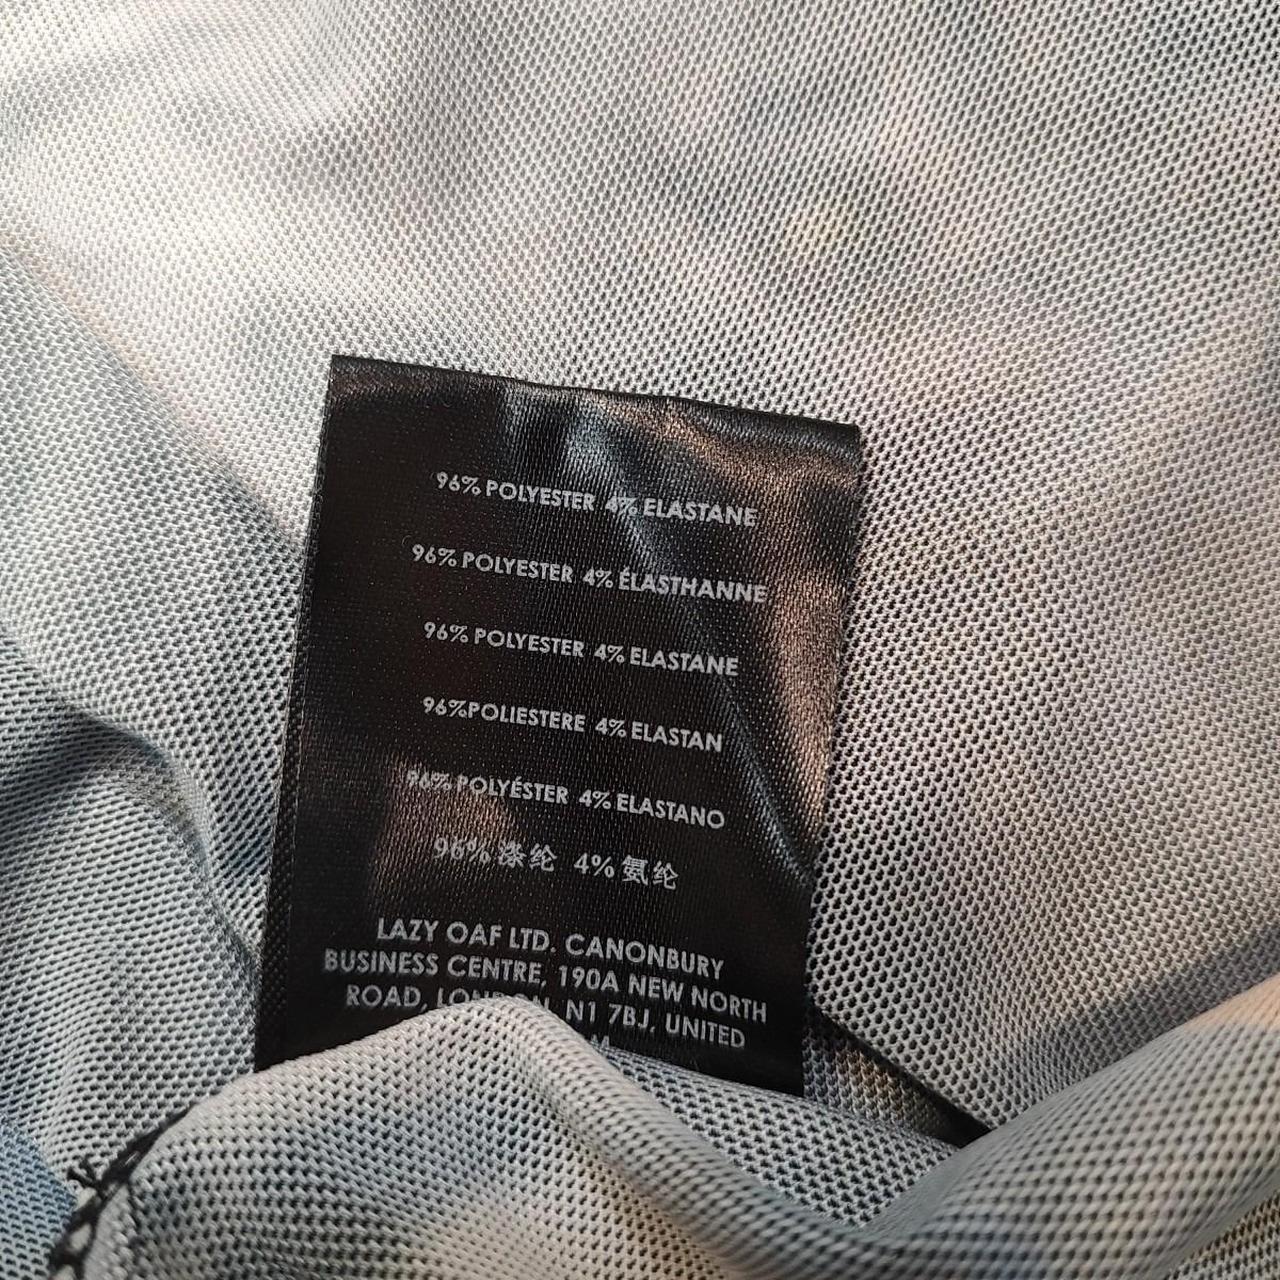 96% POLYESTER 4% ELASTANE
96% POLYESTER 4% ÉLASTHANNE
96% POLYESTER 4% ELASTANE
96%POLIESTERE 4% ELASTAN
96% POLYÉSTER 4% ELASTANO
96% 涤纶 4% 氨纶
LAZY OAF LTD. CANONBURY
BUSINESS CENTRE, 190A NEW NORTH
ROAD, LONDON, N1 7BJ, UNITED